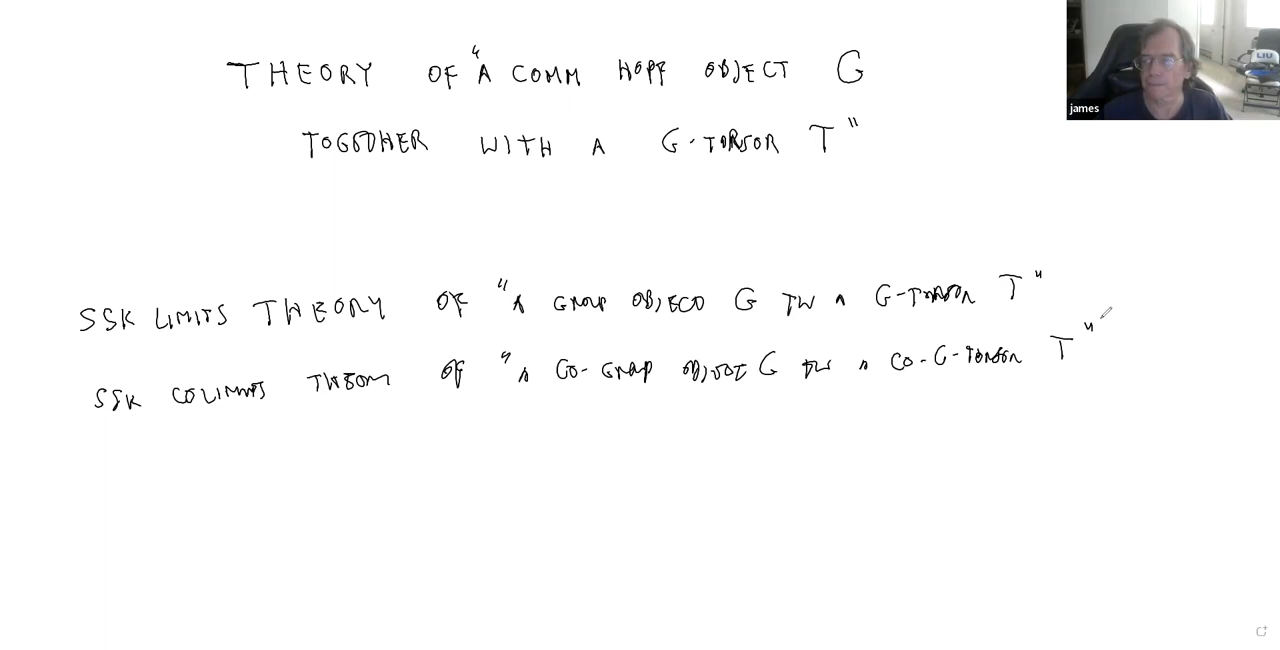 THEORY OF "A COMM HOPF OBJECT G
TOGETHER WITH A G-TORSOR T"
SSK LIMITS THEORY OF "A GROUP OBJECT G TW A G-TORSOR T"
SSK COLIMITS THEORY OF "A CO-GROUP OBJECT G TW A CO-G-TORSOR T"
james
LIU